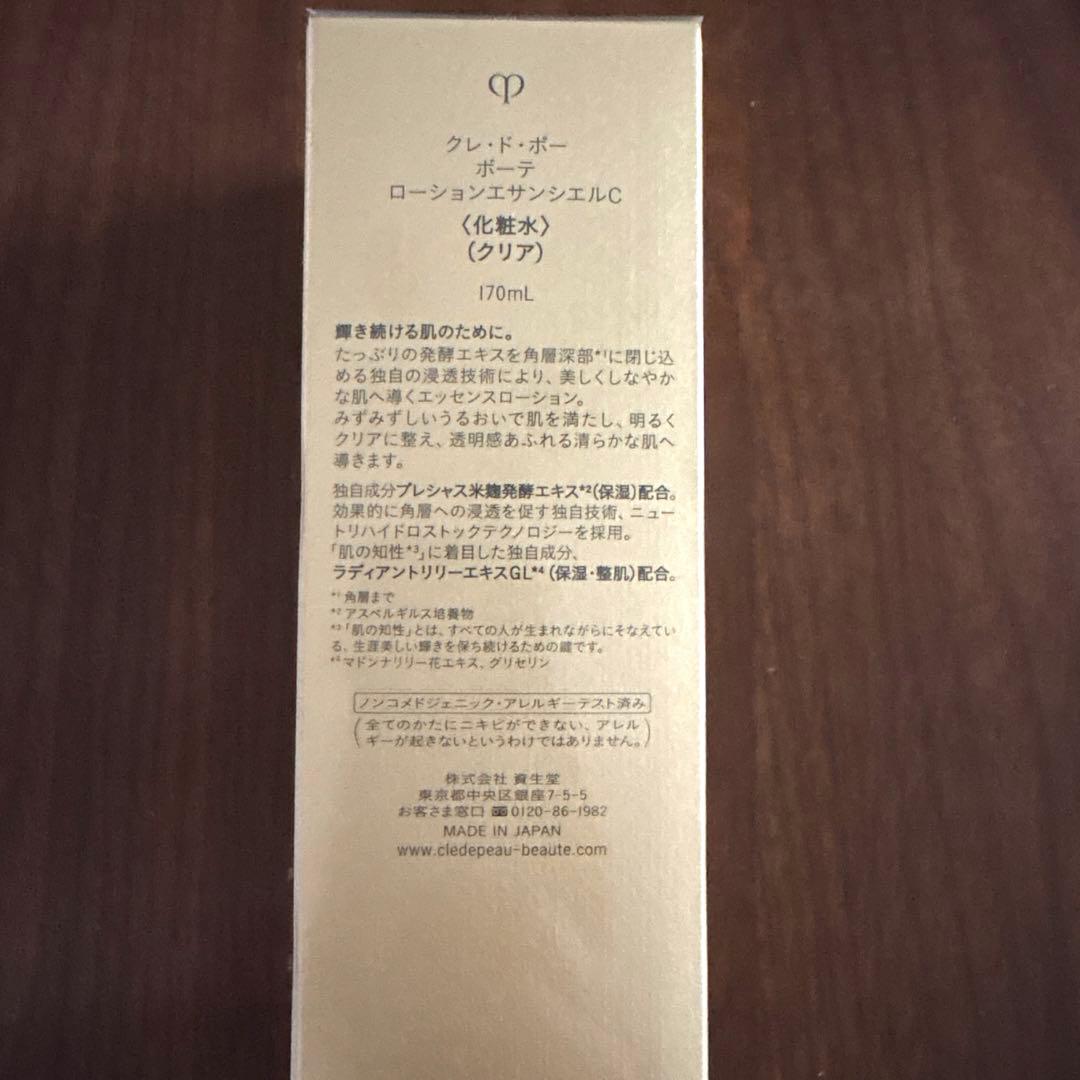 クレ・ド・ポー
ボーテ
ローションエサンシエルC
〈化粧水〉
(クリア)
170mL
輝き続ける肌のために。
たっぷりの発酵エキスを角層深部*1に閉じ込
める独自の浸透技術により、美しくしなやか
な肌へ導くエッセンスローション。
みずみずしいうるおいで肌を満たし、明るく
クリアに整え、透明感あふれる清らかな肌へ
導きます。
独自成分プレシャス米麹発酵エキス*2(保湿)配合。
効果的に角層への浸透を促す独自技術、ニュー
トリハイドロストックテクノロジーを採用。
「肌の知性*3」に着目した独自成分、
ラディアントリリーエキスGL*4(保湿・整肌)配合。
*1 角層まで
*2 アスペルギルス培養物
*3「肌の知性」とは、すべての人が生まれながらにそなえてい
る、生涯美しい輝きを保ち続けるための鍵です。
*4 マドンナリリー花エキス、グリセリン
ノンコメドジェニック・アレルギーテスト済み
(全てのかたにニキビができない、アレル
ギーが起きないというわけではありません。)
株式会社 資生堂
東京都中央区銀座7-5-5
お客さま窓口 0120-86-1982
MADE IN JAPAN
www.cledepeau-beaute.com